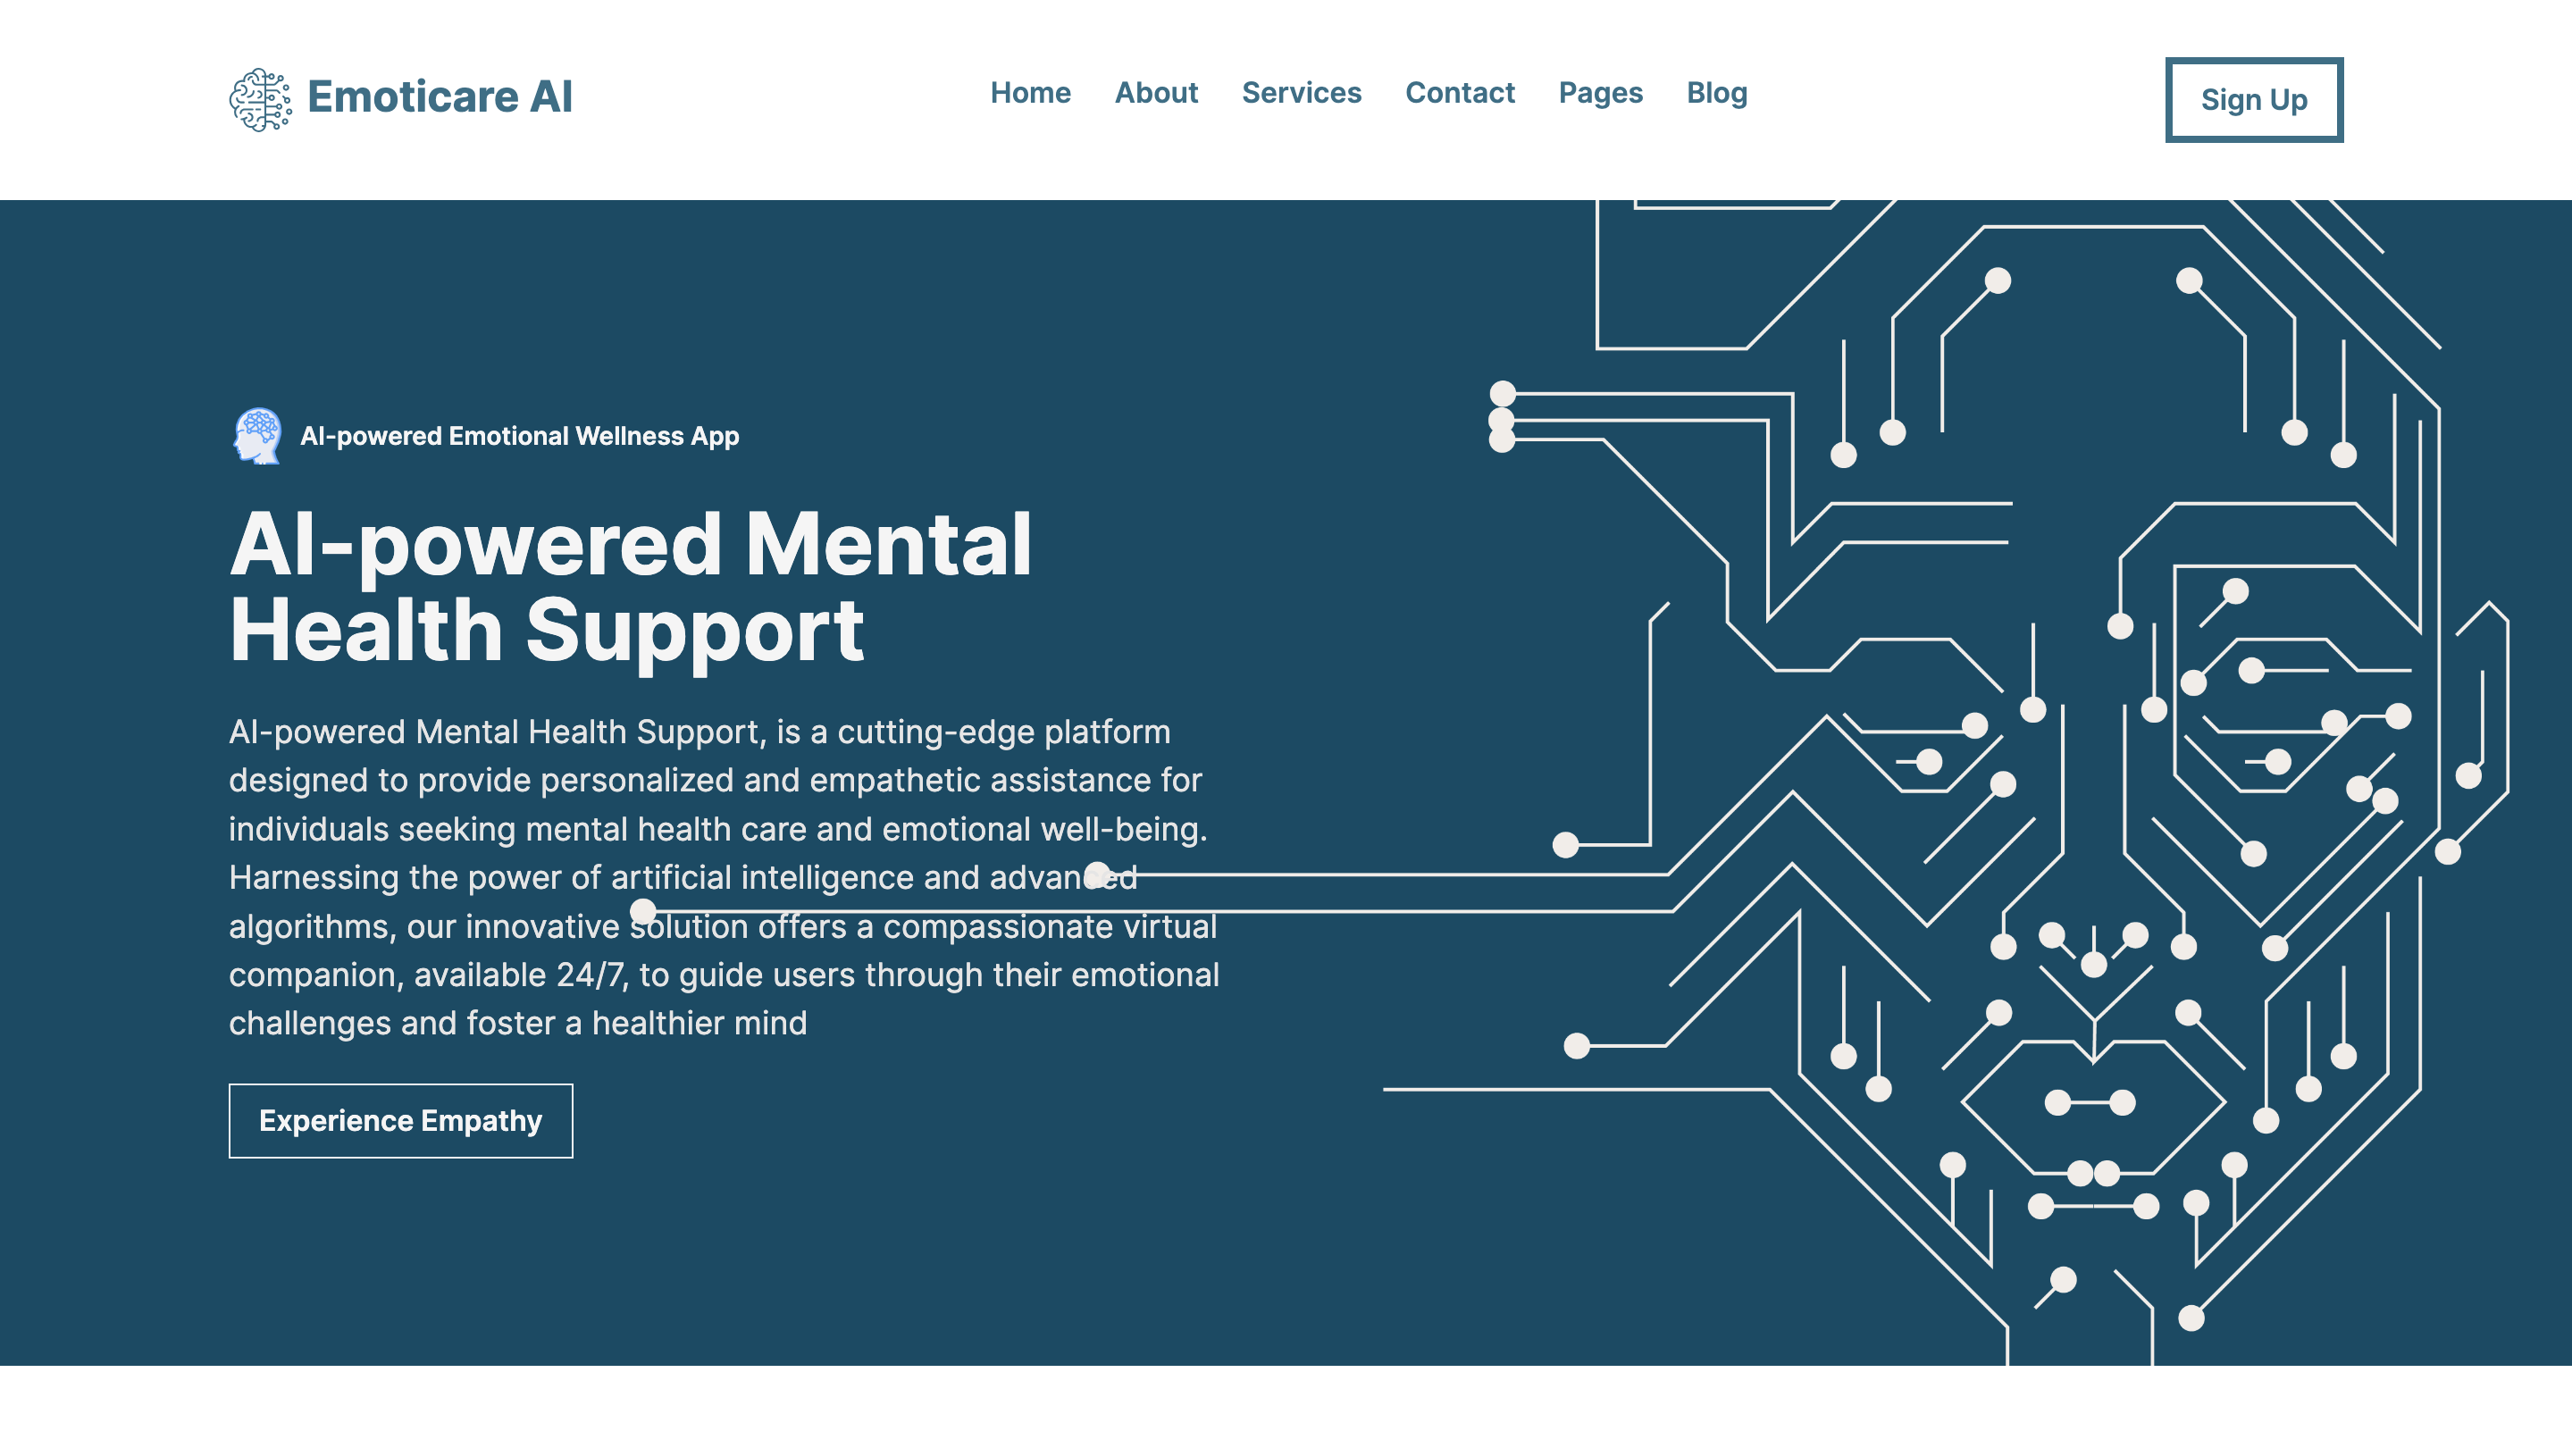 Emoticare AI
Home About Services Contact Pages Blog
Sign Up
AI-powered Emotional Wellness App
AI-powered Mental
Health Support
AI-powered Mental Health Support, is a cutting-edge platform
designed to provide personalized and empathetic assistance for
individuals seeking mental health care and emotional well-being.
Harnessing the power of artificial intelligence and advanced
algorithms, our innovative solution offers a compassionate virtual
companion, available 24/7, to guide users through their emotional
challenges and foster a healthier mind
Experience Empathy